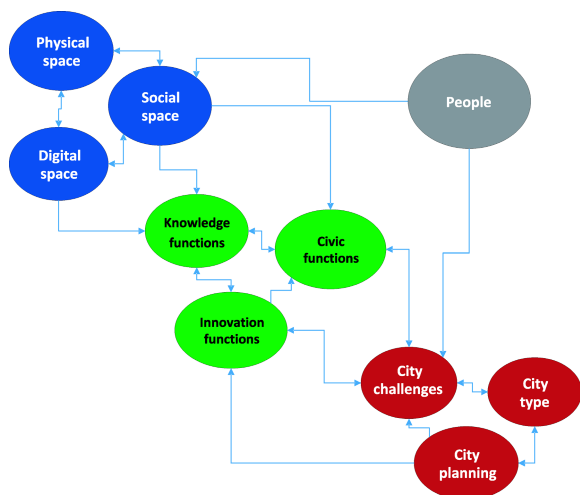 Physical
space
Social
space
People
Digital
space
Knowledge
functions
Civic
functions
Innovation
functions
City
challenges
City
type
City
planning